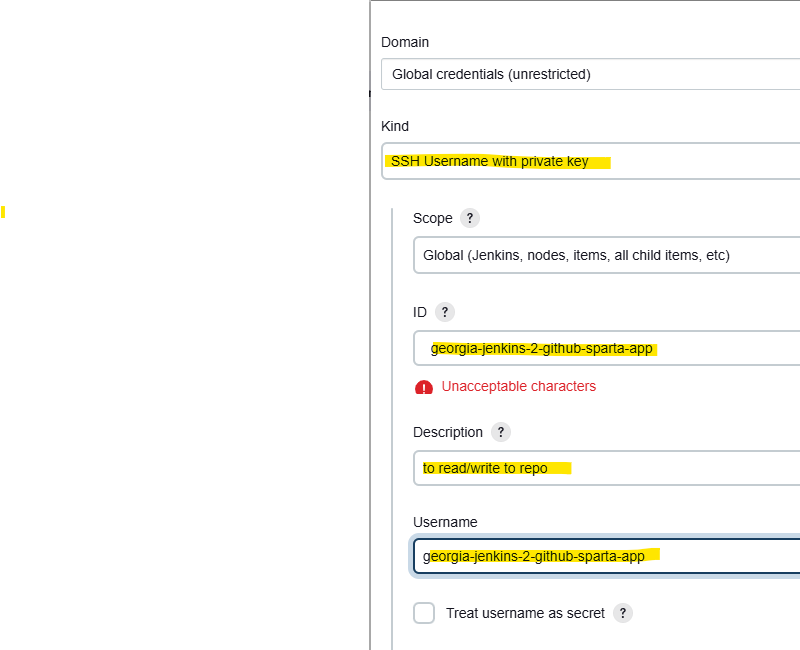 Domain
Global credentials (unrestricted)
Kind
SSH Username with private key
Scope ?
Global (Jenkins, nodes, items, all child items, etc)
ID ?
georgia-jenkins-2-github-sparta-app
! Unacceptable characters
Description ?
to read/write to repo
Username
georgia-jenkins-2-github-sparta-app
Treat username as secret ?